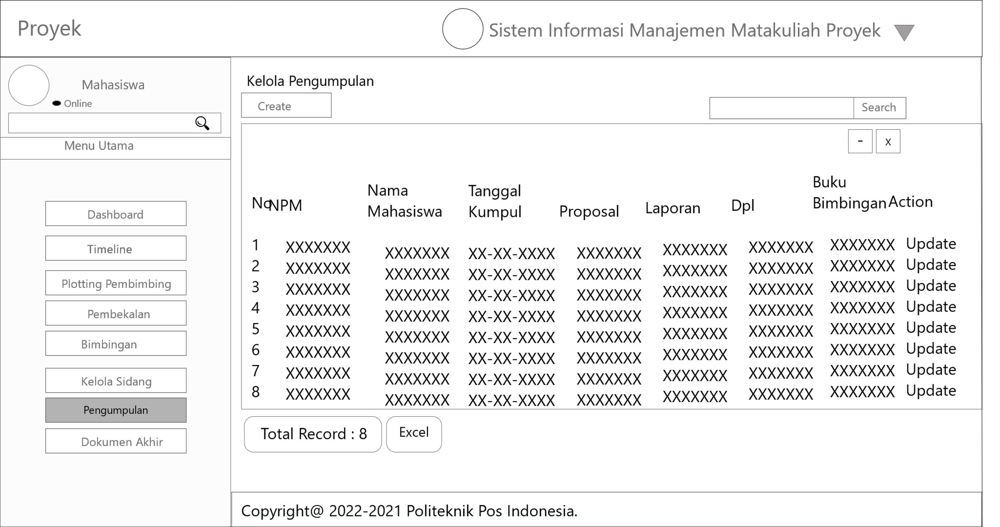 Proyek
Sistem Informasi Manajemen Matakuliah Proyek
Mahasiswa
Online
Menu Utama
Dashboard
Timeline
Plotting Pembimbing
Pembekalan
Bimbingan
Kelola Sidang
Pengumpulan
Dokumen Akhir
Kelola Pengumpulan
Create
Search
- x
No NPM Nama Mahasiswa Tanggal Kumpul Proposal Laporan Dpl Buku Bimbingan Action
1 XXXXXXX XXXXXXX XX-XX-XXXX XXXXXXX XXXXXXX XXXXXXX XXXXXXX Update
2 XXXXXXX XXXXXXX XX-XX-XXXX XXXXXXX XXXXXXX XXXXXXX XXXXXXX Update
3 XXXXXXX XXXXXXX XX-XX-XXXX XXXXXXX XXXXXXX XXXXXXX XXXXXXX Update
4 XXXXXXX XXXXXXX XX-XX-XXXX XXXXXXX XXXXXXX XXXXXXX XXXXXXX Update
5 XXXXXXX XXXXXXX XX-XX-XXXX XXXXXXX XXXXXXX XXXXXXX XXXXXXX Update
6 XXXXXXX XXXXXXX XX-XX-XXXX XXXXXXX XXXXXXX XXXXXXX XXXXXXX Update
7 XXXXXXX XXXXXXX XX-XX-XXXX XXXXXXX XXXXXXX XXXXXXX XXXXXXX Update
8 XXXXXXX XXXXXXX XX-XX-XXXX XXXXXXX XXXXXXX XXXXXXX XXXXXXX Update
Total Record : 8
Excel
Copyright@ 2022-2021 Politeknik Pos Indonesia.